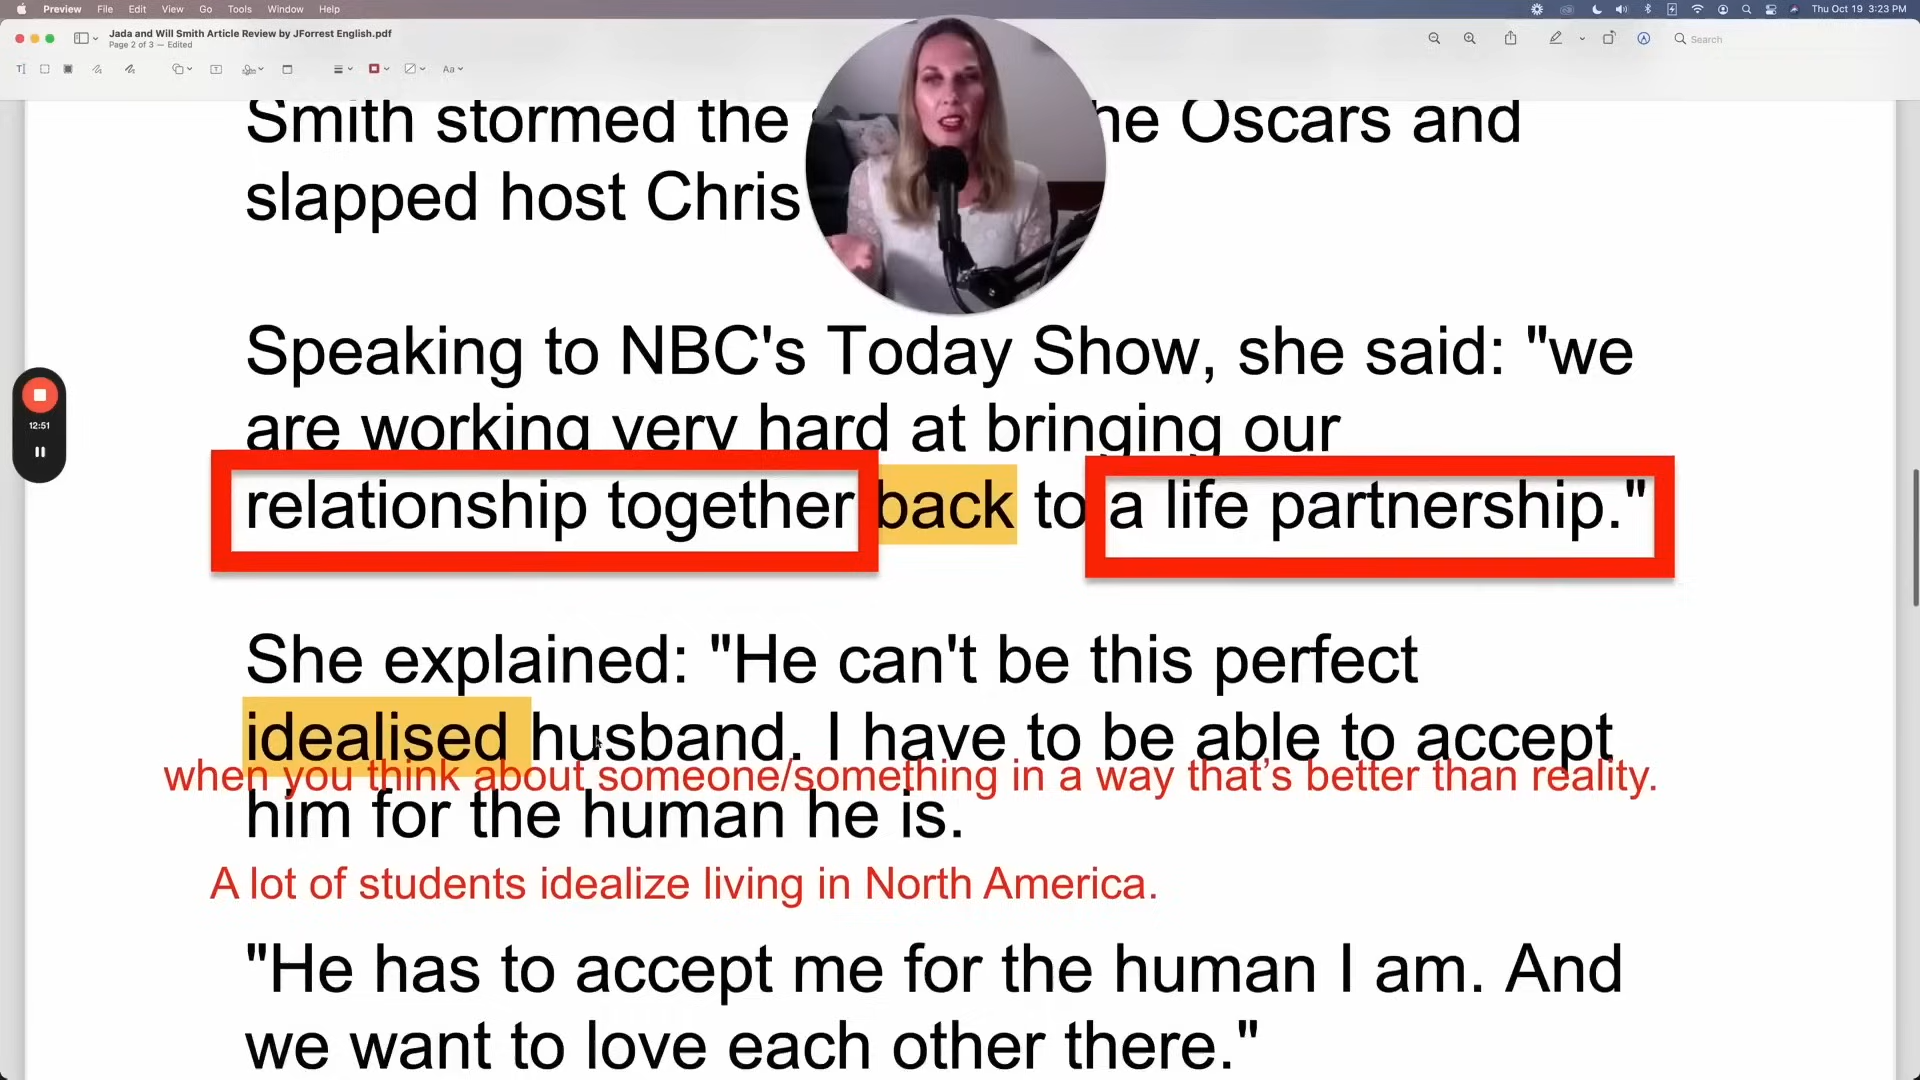 Preview File Edit View Go Tools Window Help
Thu Oct 19 3:23 PM
Jada and Will Smith Article Review by JForrest English.pdf
Page 2 of 3 — Edited
Search
Aa
Smith stormed the he Oscars and
slapped host Chris
Speaking to NBC's Today Show, she said: "we
are working very hard at bringing our
12:51
relationship together back to a life partnership."
She explained: "He can't be this perfect
idealised husband. I have to be able to accept
when you think about someone/something in a way that's better than reality.
him for the human he is.
A lot of students idealize living in North America.
"He has to accept me for the human I am. And
we want to love each other there."